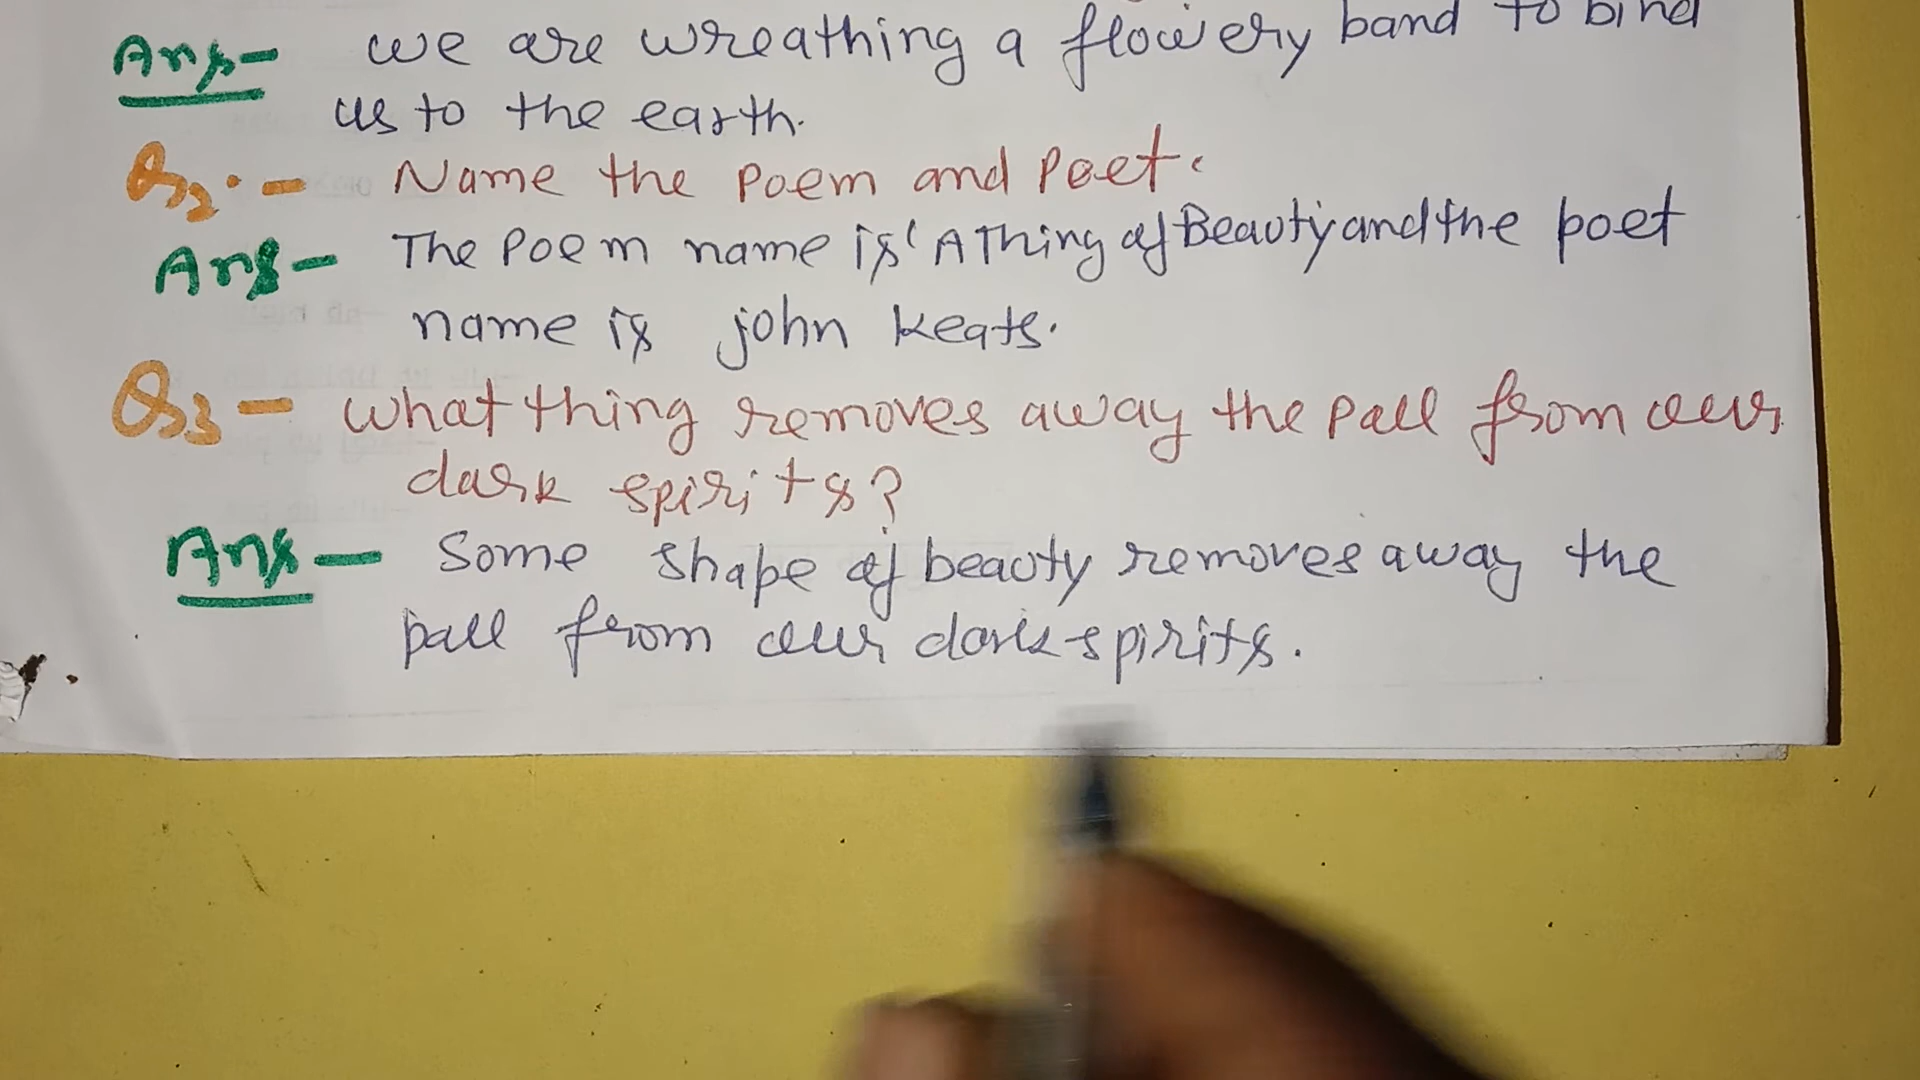 Ans- we are wreathing a flowery band to bind
us to the earth.
Qs2.- Name the Poem and Poet.
Ans- The Poem name is 'A Thing of Beauty and the poet
name is john keats.
Qs3- What thing removes away the pall from our
dark spirits?
Ans- Some shape of beauty removes away the
pall from our dark spirits.